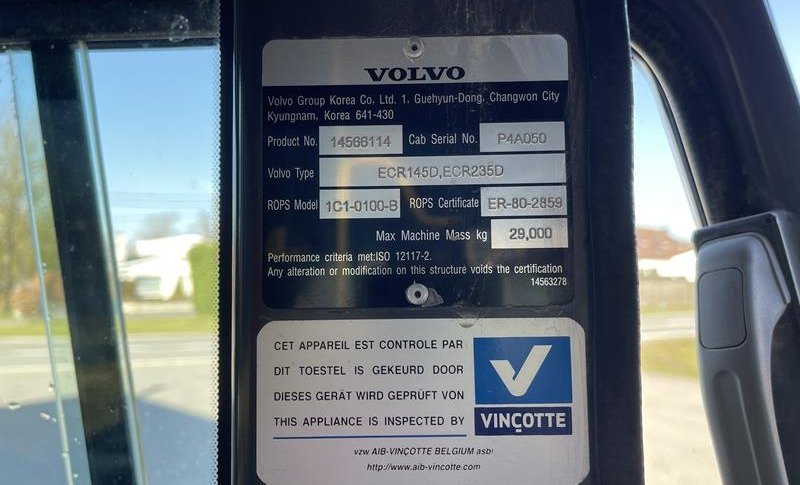 VOLVO
Volvo Group Korea Co. Ltd. 1, Guehyun-Dong, Changwon City
Kyungnam, Korea 641-430
Product No. 14568114 Cab Serial No. P4A050
Volvo Type ECR145D,ECR235D
ROPS Model 1C1-0100-B ROPS Certificate ER-80-2859
Max Machine Mass kg 29,000
Performance criteria met:ISO 12117-2.
Any alteration or modification on this structure voids the certification
14563278
CET APPAREIL EST CONTROLE PAR
DIT TOESTEL IS GEKEURD DOOR
DIESES GERÄT WIRD GEPRÜFT VON
THIS APPLIANCE IS INSPECTED BY
VINÇOTTE
vzw AIB-VINÇOTTE BELGIUM asbl
http://www.aib-vincotte.com